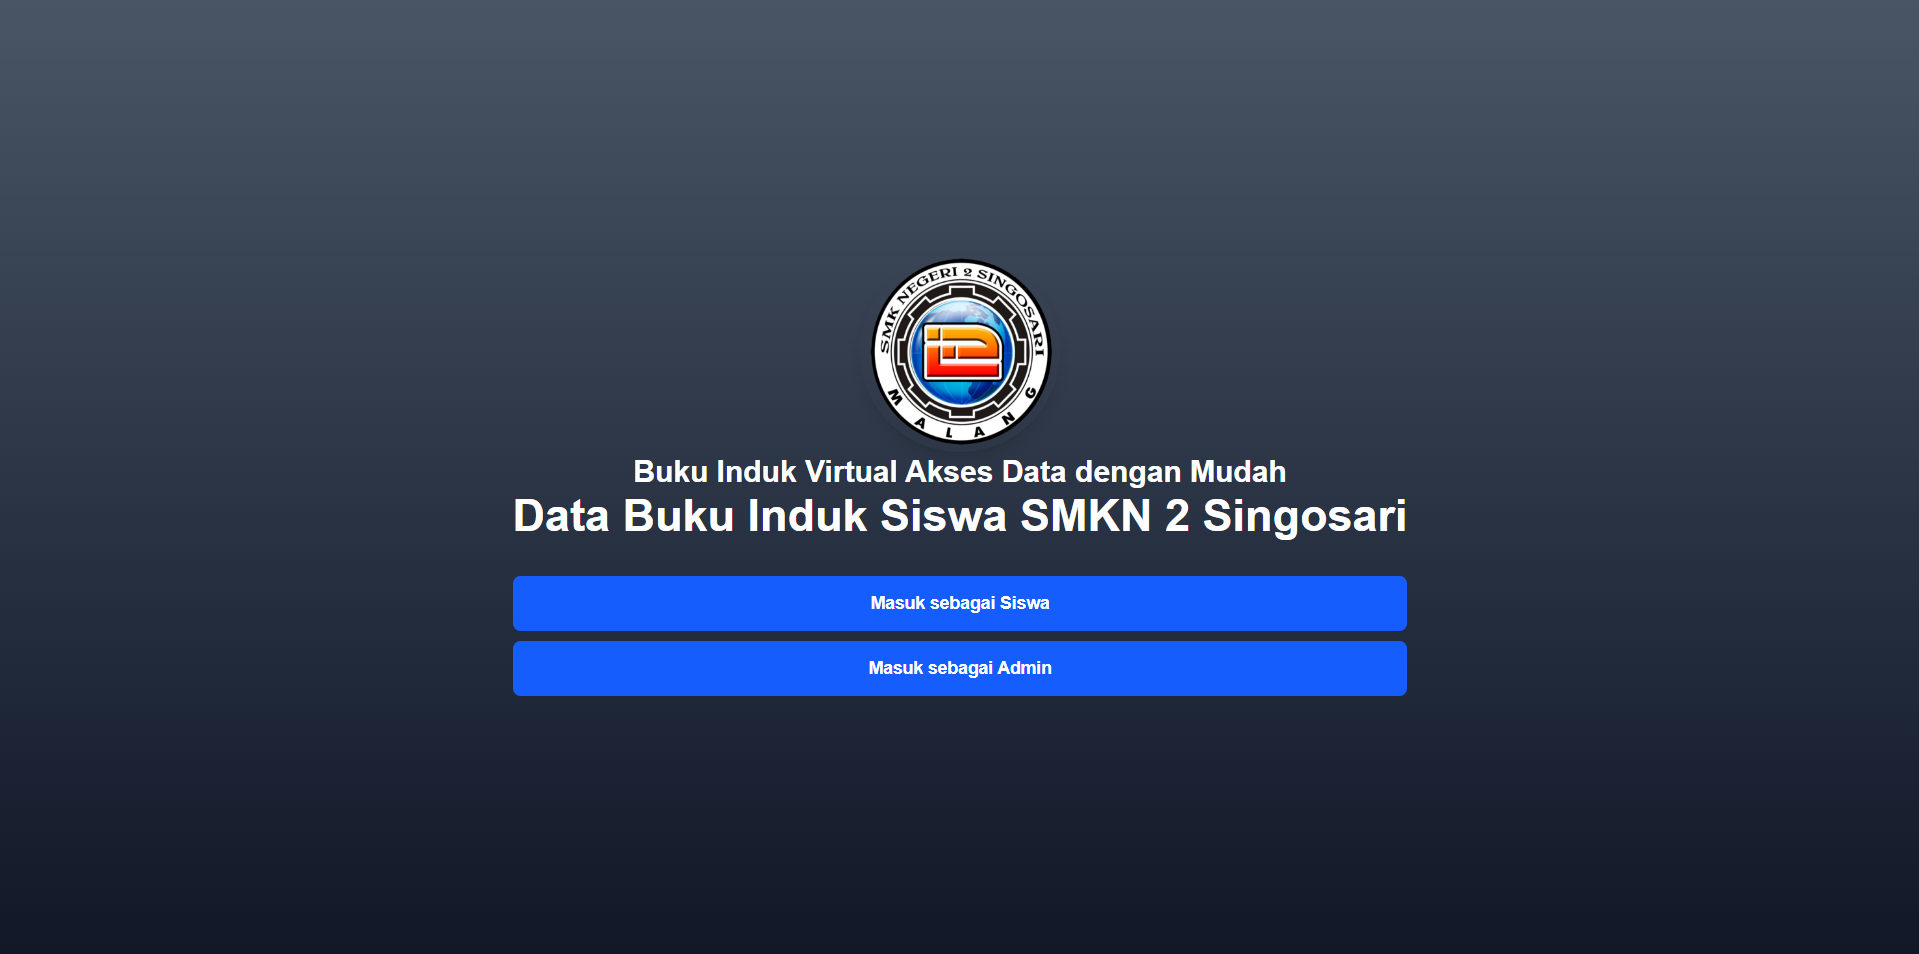 SMK NEGERI 2 SINGOSARI
MALANG
Buku Induk Virtual Akses Data dengan Mudah
Data Buku Induk Siswa SMKN 2 Singosari
Masuk sebagai Siswa
Masuk sebagai Admin